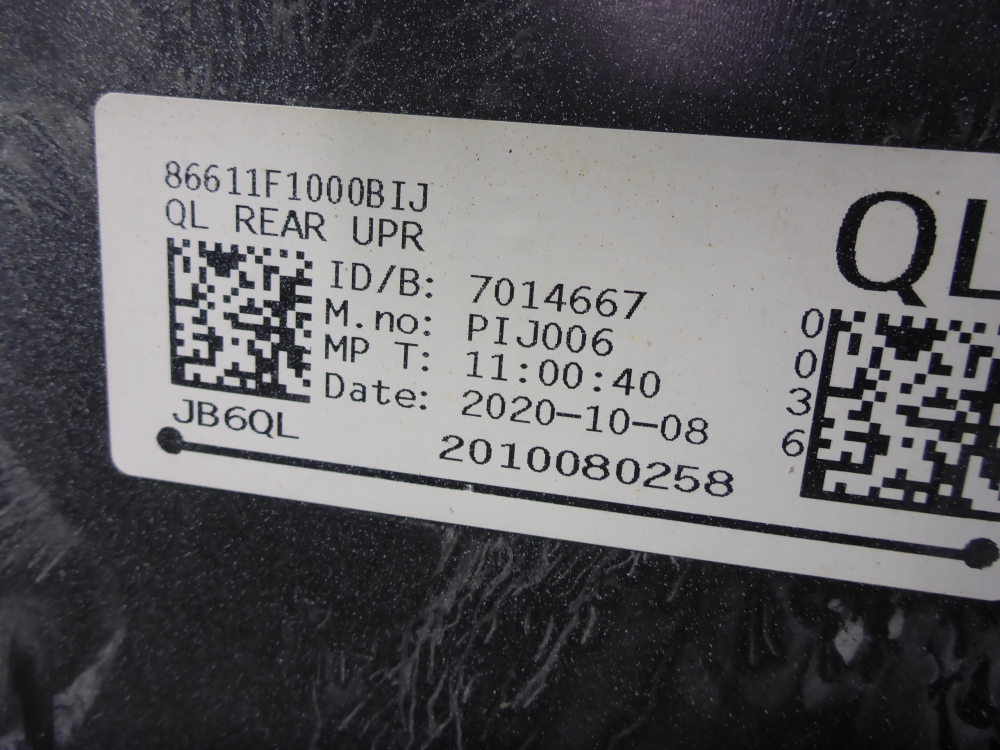 86611F1000BIJ
QL REAR UPR
ID/B: 7014667
M.no: PIJ006
MP T: 11:00:40
Date: 2020-10-08
JB6QL
2010080258
QL
0
0
3
6